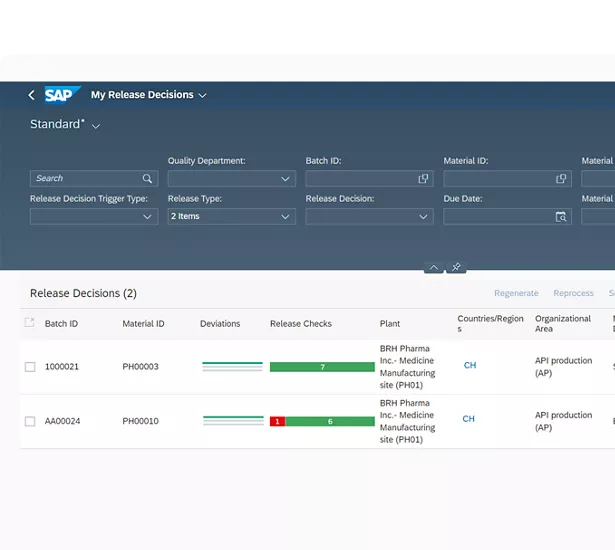 SAP My Release Decisions
Standard*
Quality Department: Batch ID: Material ID: Material
Search
Release Decision Trigger Type: Release Type: Release Decision: Due Date: Material
2 Items
Release Decisions (2) Regenerate Reprocess S
Batch ID Material ID Deviations Release Checks Plant Countries/Region
s Organizational
Area
1000021 PH00003 7 BRH Pharma
Inc.- Medicine
Manufacturing
site (PH01) CH API production
(AP)
AA00024 PH00010 1 6 BRH Pharma
Inc.- Medicine
Manufacturing
site (PH01) CH API production
(AP)